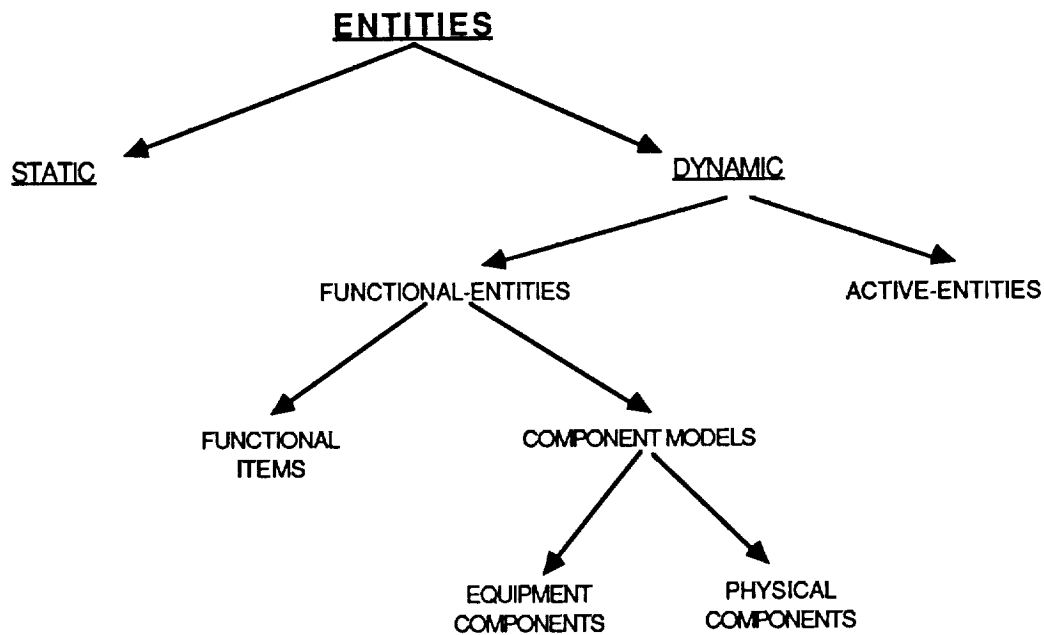 ENTITIES
STATIC
DYNAMIC
FUNCTIONAL-ENTITIES
ACTIVE-ENTITIES
FUNCTIONAL
ITEMS
COMPONENT MODELS
EQUIPMENT
COMPONENTS
PHYSICAL
COMPONENTS